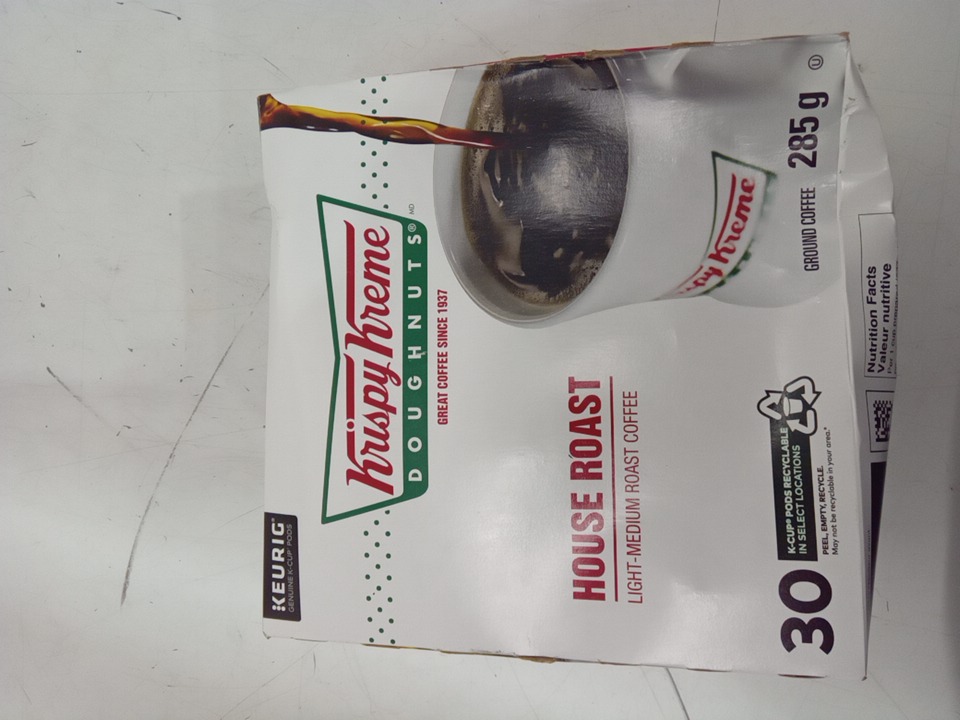 KEURIG®
GENUINE K-CUP® PODS
Krispy Kreme
DOUGHNUTS® MD
GREAT COFFEE SINCE 1937
HOUSE ROAST
LIGHT-MEDIUM ROAST COFFEE
Krispy Kreme
30
K-CUP® PODS RECYCLABLE
IN SELECT LOCATIONS
PEEL, EMPTY, RECYCLE.
May not be recyclable in your area.*
GROUND COFFEE 285 g
U
Nutrition Facts
Valeur nutritive